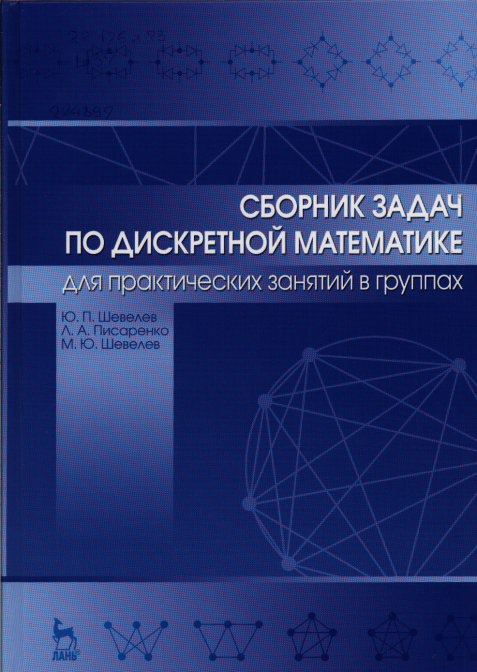 СБОРНИК ЗАДАЧ
ПО ДИСКРЕТНОЙ МАТЕМАТИКЕ
для практических занятий в группах
Ю. П. Шевелев
Л. А. Писаренко
М. Ю. Шевелев
ЛАНЬ®